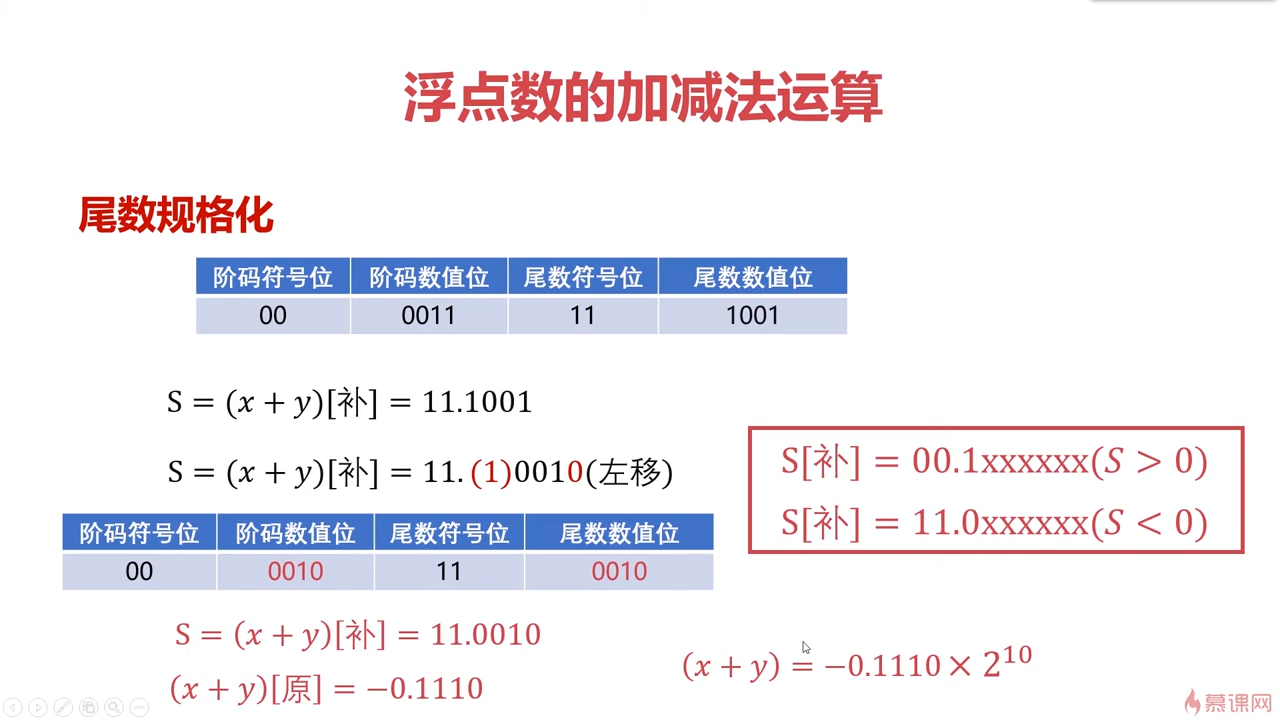 浮点数的加减法运算
尾数规格化
阶码符号位 阶码数值位 尾数符号位 尾数数值位
00 0011 11 1001
S = (x + y)[补] = 11.1001
S = (x + y)[补] = 11.(1)0010(左移)
S[补] = 00.1xxxxxx(S > 0)
S[补] = 11.0xxxxxx(S < 0)
阶码符号位 阶码数值位 尾数符号位 尾数数值位
00 0010 11 0010
S = (x + y)[补] = 11.0010
(x + y)[原] = −0.1110
(x + y) = −0.1110 × 2^10
慕课网